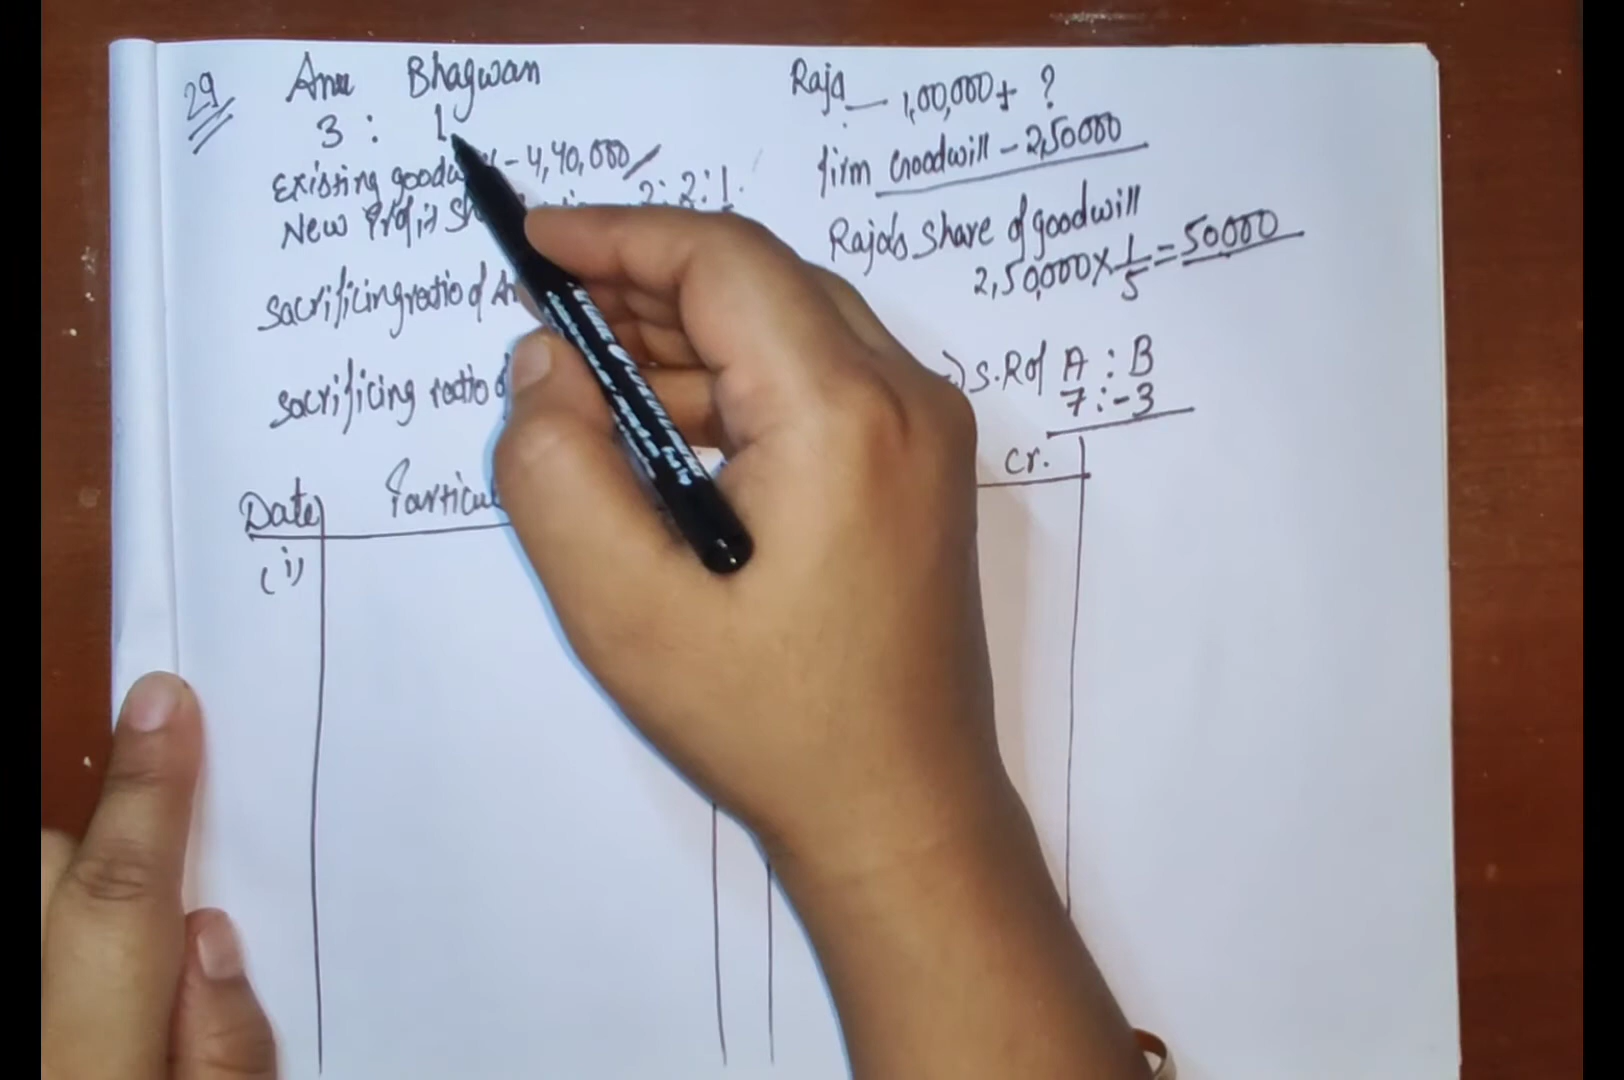 29
Anu Bhagwan
3 : 1
Existing goodwill - 4,40,000/
New Profit 2:2:1.
Sacrificing ratio of An
Sacrificing ratio of
Raja — 1,00,000 + ?
firm Goodwill - 2,50000
Raja's Share of goodwill
2,50,000 × 1/5 = 50000
S.R of A : B
7 : -3
Date Particul Cr.
(i)